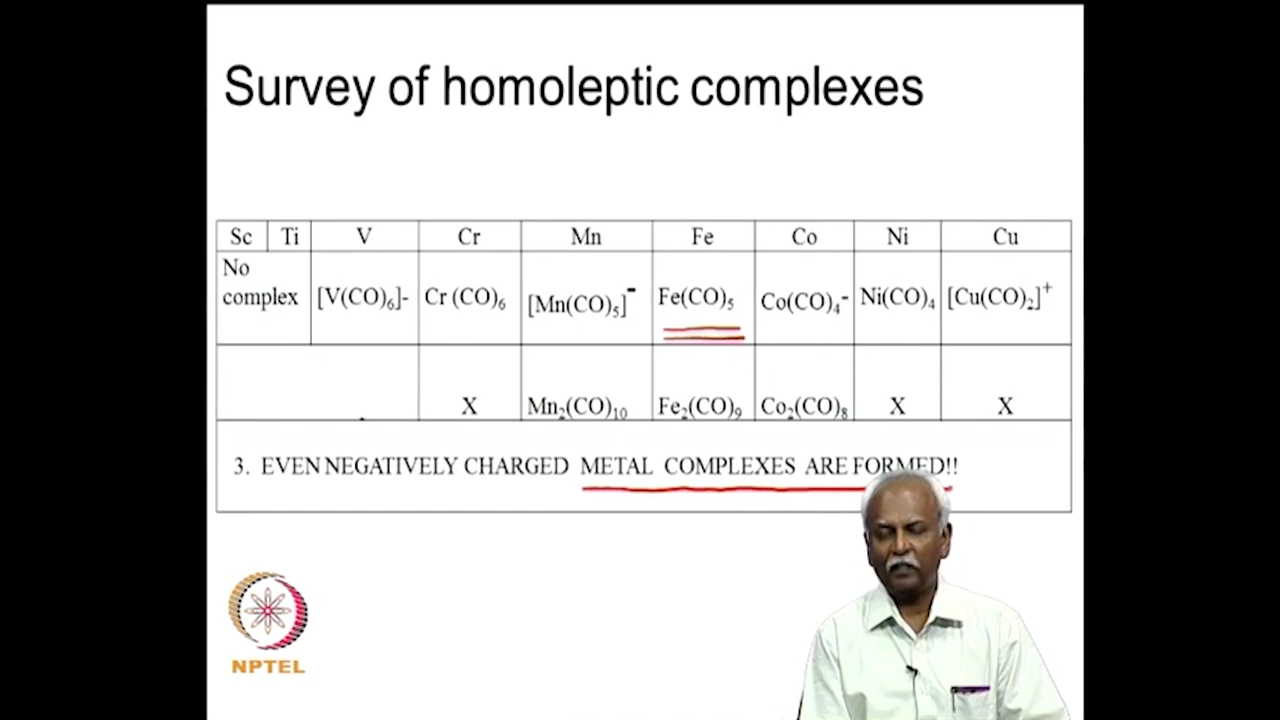 Survey of homoleptic complexes
Sc Ti V Cr Mn Fe Co Ni Cu
No complex [V(CO)₆]- Cr (CO)₆ [Mn(CO)₅]⁻ Fe(CO)₅ Co(CO)₄⁻ Ni(CO)₄ [Cu(CO)₂]⁺
X Mn₂(CO)₁₀ Fe₂(CO)₉ Co₂(CO)₈ X X
3. EVEN NEGATIVELY CHARGED METAL COMPLEXES ARE FORMED!!
NPTEL